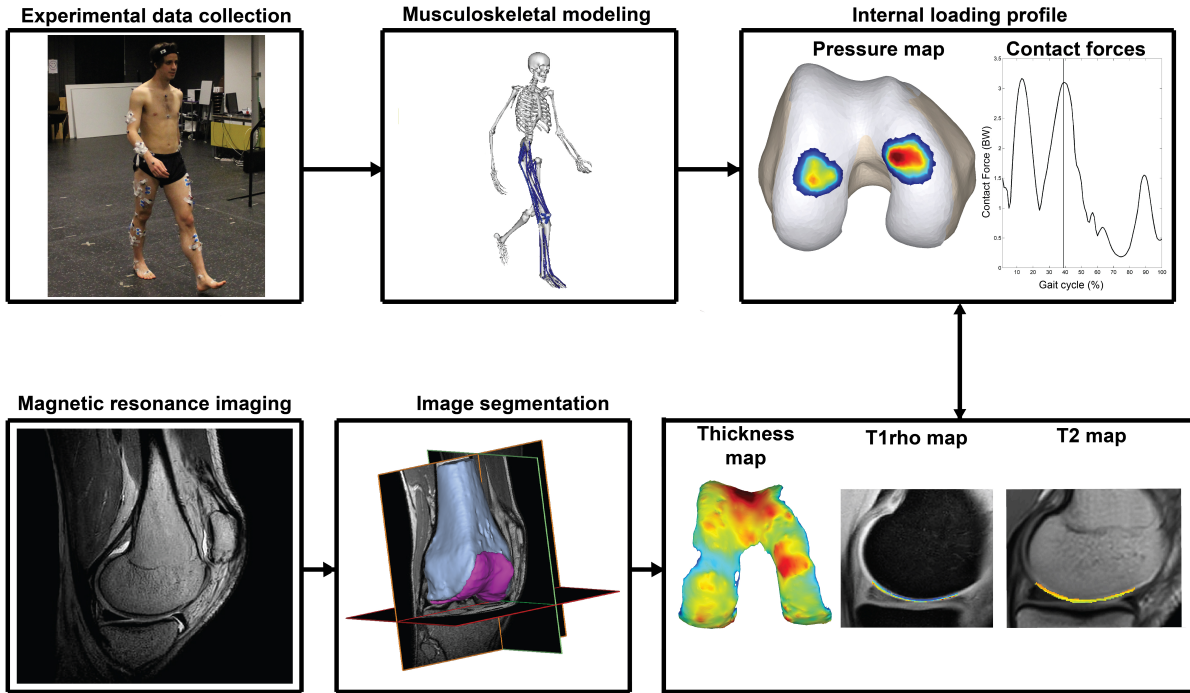 Experimental data collection
Musculoskeletal modeling
Internal loading profile
Pressure map
Contact forces
3.5
3
2.5
2
1.5
1
0.5
0
Contact Force (BW)
10 20 30 40 50 60 70 80 90 100
Gait cycle (%)
Magnetic resonance imaging
Image segmentation
Thickness
map
T1rho map
T2 map